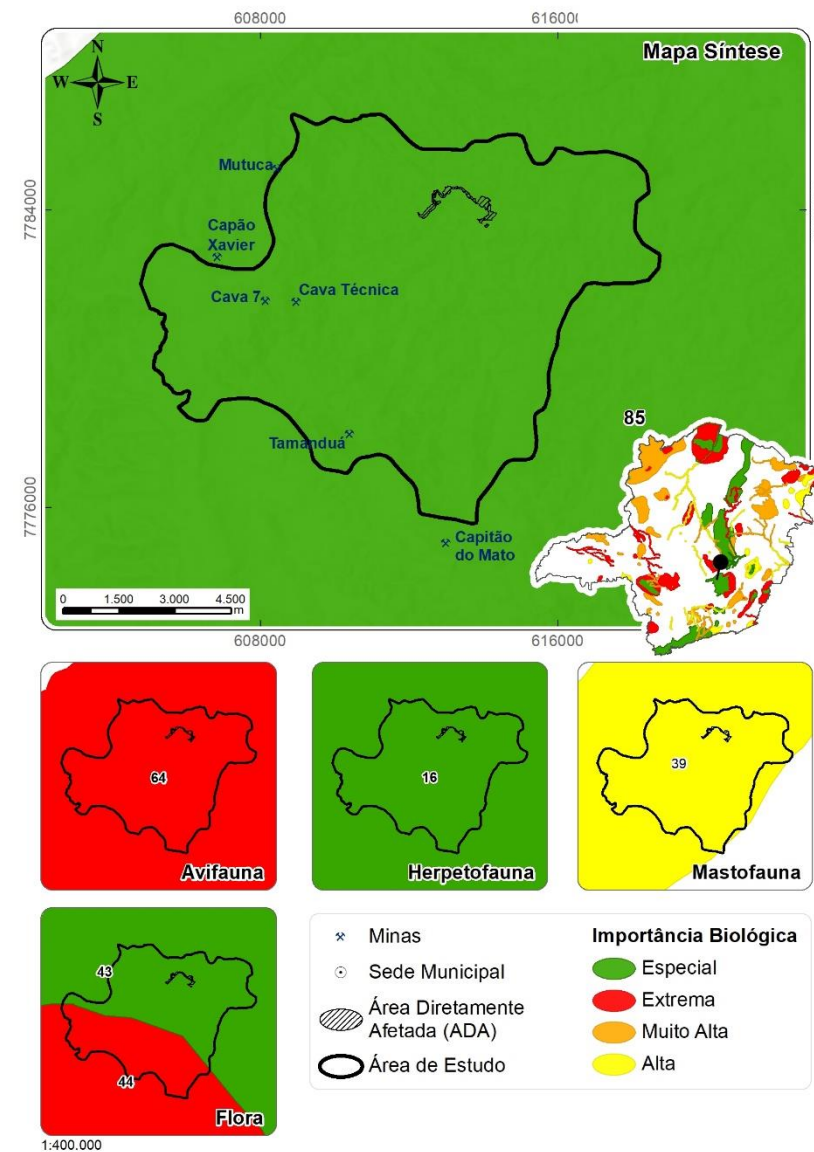 608000
616000
Mapa Síntese
N
W
E
S
Mutuca
7784000
Capão
Xavier
Cava 7
Cava Técnica
85
Tamanduá
7776000
Capitão
do Mato
0
1.500
3.000
4.500
m
608000
616000
64
Avifauna
16
Herpetofauna
39
Mastofauna
43
44
Flora
Minas
Sede Municipal
Área Diretamente
Afetada (ADA)
Área de Estudo
Importância Biológica
Especial
Extrema
Muito Alta
Alta
1:400.000